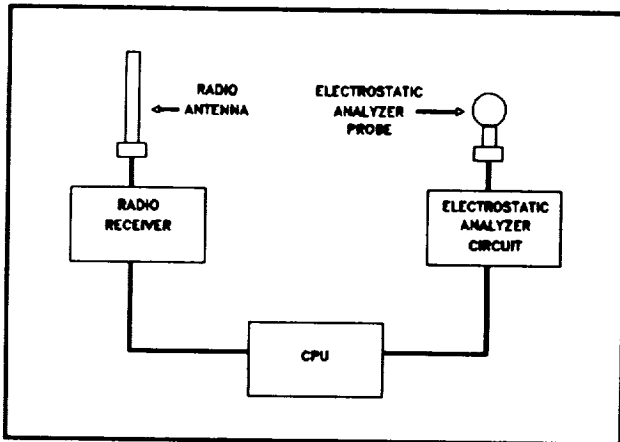 RADIO
ANTENNA
ELECTROSTATIC
ANALYZER
PROBE
RADIO
RECEIVER
ELECTROSTATIC
ANALYZER
CIRCUIT
CPU